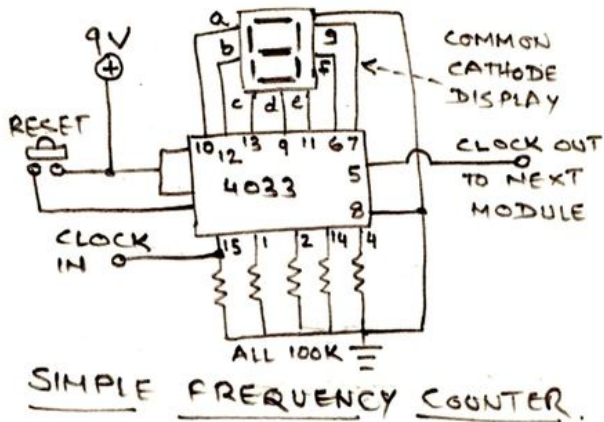 9V
a
b
g
f
c d e
COMMON
CATHODE
DISPLAY
RESET
10 12 13 9 11 6 7
4033
5
8
CLOCK OUT
TO NEXT
MODULE
CLOCK
IN
15 1 2 14 4
ALL 100K
SIMPLE FREQUENCY COUNTER.